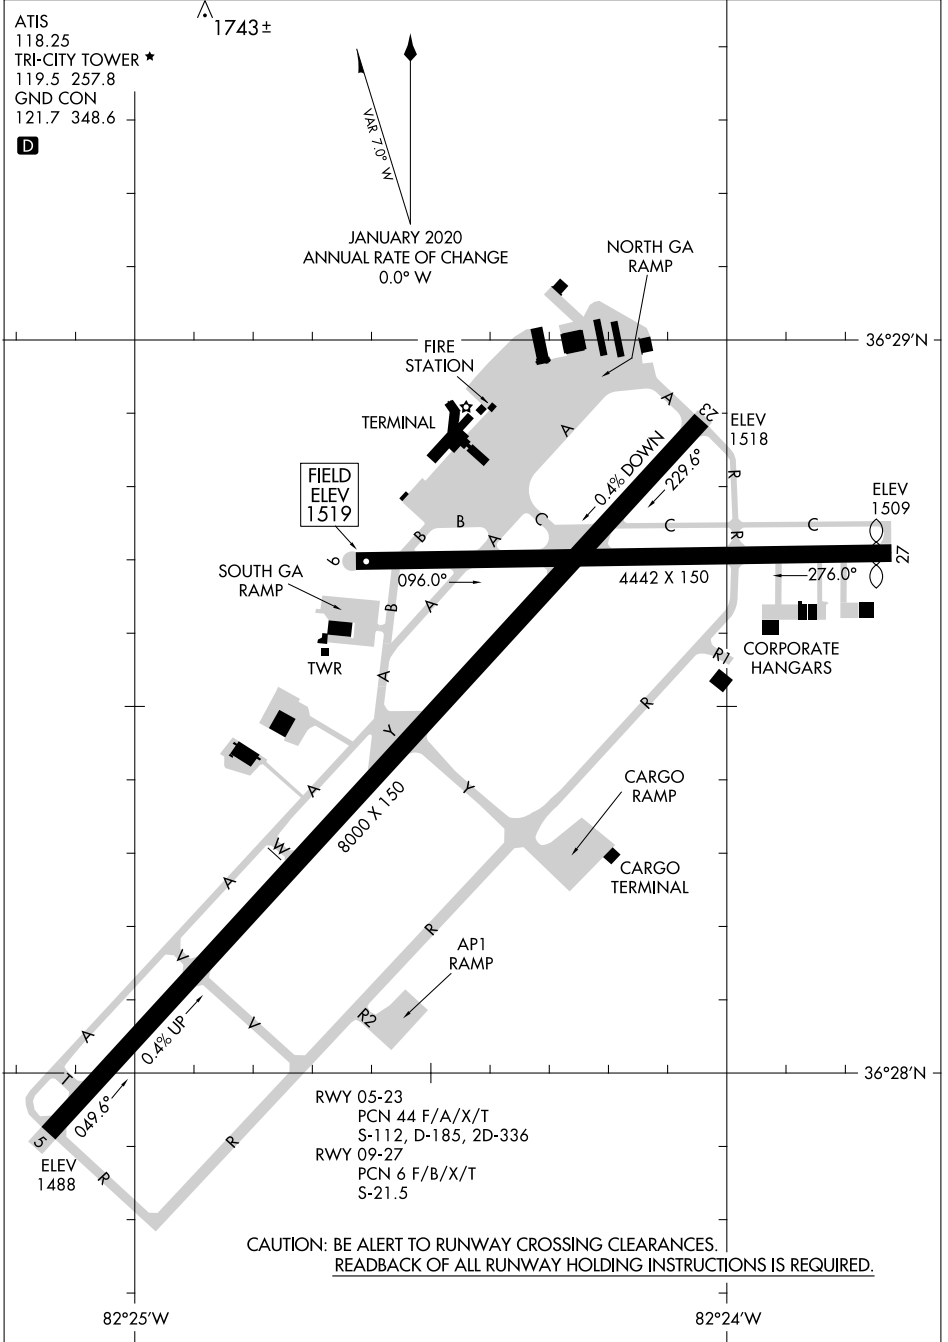 ATIS
118.25
TRI-CITY TOWER ★
119.5 257.8
GND CON
121.7 348.6
D
1743±
VAR 7.0° W
JANUARY 2020
ANNUAL RATE OF CHANGE
0.0° W
NORTH GA
RAMP
36°29'N
FIRE
STATION
TERMINAL
A
23
ELEV
1518
A
0.4% DOWN
229.6°
R
FIELD
ELEV
1519
ELEV
1509
B
B
A
C
C
R
C
9
27
096.0°
4442 X 150
276.0°
SOUTH GA
RAMP
B
A
TWR
CORPORATE
HANGARS
R1
A
R
Y
Y
A
8000 X 150
CARGO
RAMP
W
A
CARGO
TERMINAL
R
AP1
RAMP
V
V
R2
A
0.4% UP
T
049.6°
36°28'N
5
R
R
ELEV
1488
RWY 05-23
PCN 44 F/A/X/T
S-112, D-185, 2D-336
RWY 09-27
PCN 6 F/B/X/T
S-21.5
CAUTION: BE ALERT TO RUNWAY CROSSING CLEARANCES.
READBACK OF ALL RUNWAY HOLDING INSTRUCTIONS IS REQUIRED.
82°25'W
82°24'W